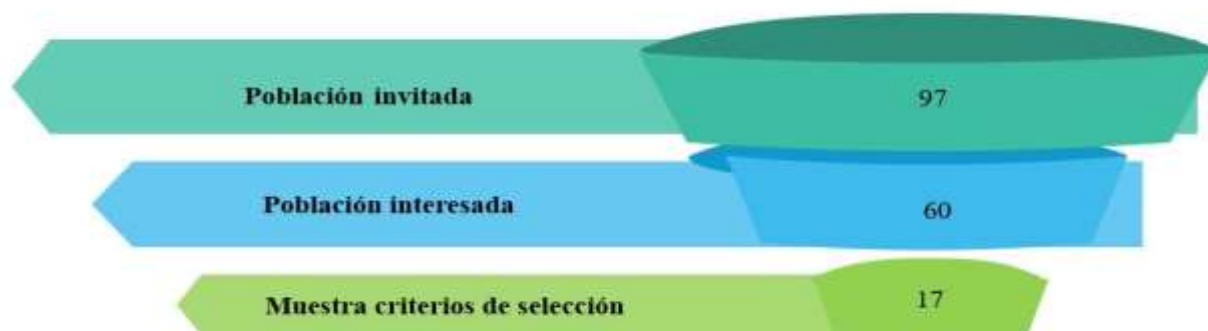 Población invitada 97
Población interesada 60
Muestra criterios de selección 17